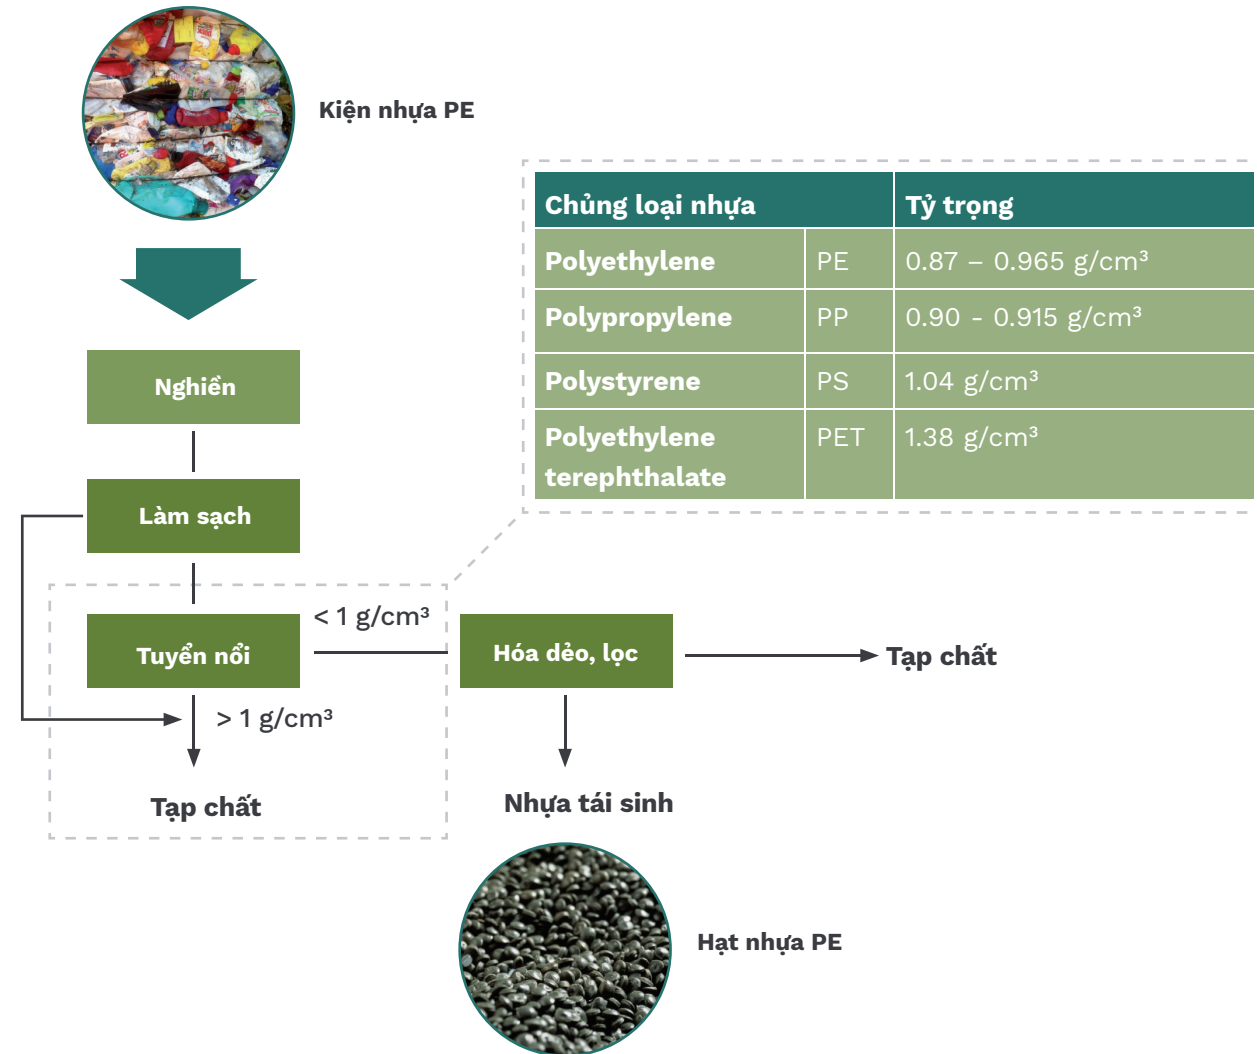 Kiện nhựa PE
Chủng loại nhựa Tỷ trọng
Polyethylene PE 0.87 – 0.965 g/cm³
Polypropylene PP 0.90 - 0.915 g/cm³
Polystyrene PS 1.04 g/cm³
Polyethylene PET 1.38 g/cm³
terephthalate
Nghiền
Làm sạch
Tuyển nổi
< 1 g/cm³
Hóa dẻo, lọc
Tạp chất
> 1 g/cm³
Tạp chất
Nhựa tái sinh
Hạt nhựa PE